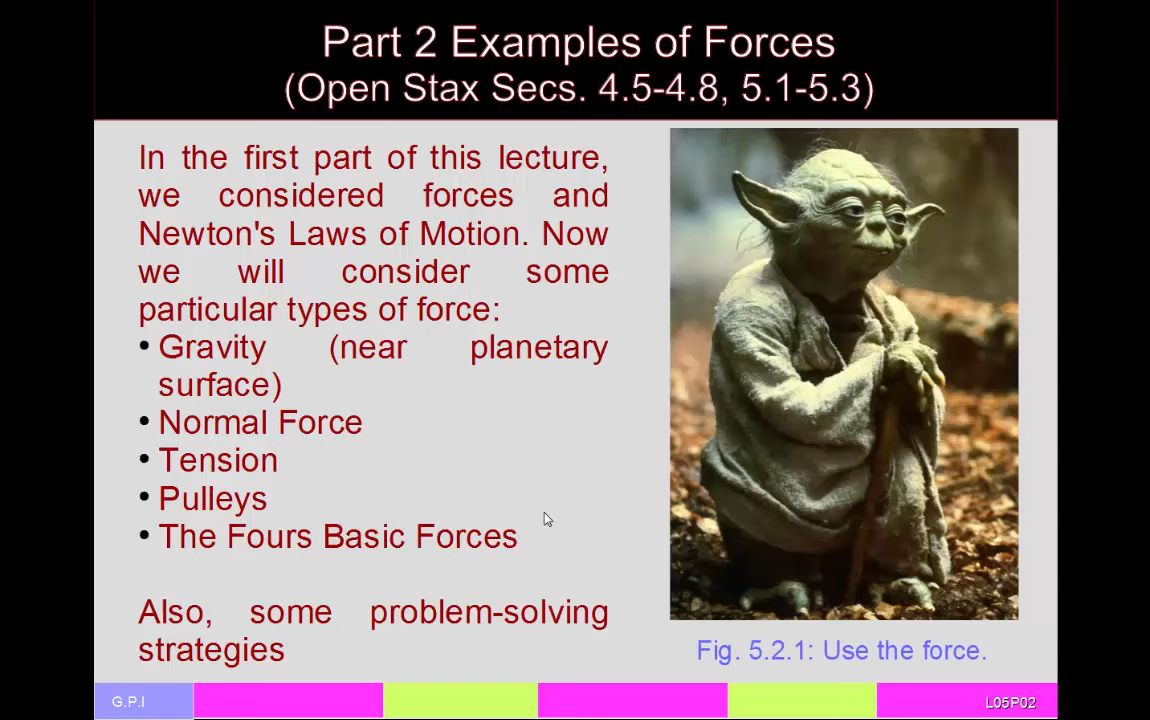 Part 2 Examples of Forces
(Open Stax Secs. 4.5-4.8, 5.1-5.3)
In the first part of this lecture,
we considered forces and
Newton's Laws of Motion. Now
we will consider some
particular types of force:
• Gravity (near planetary
surface)
• Normal Force
• Tension
• Pulleys
• The Fours Basic Forces
Also, some problem-solving
strategies
Fig. 5.2.1: Use the force.
G.P.I
L05P02